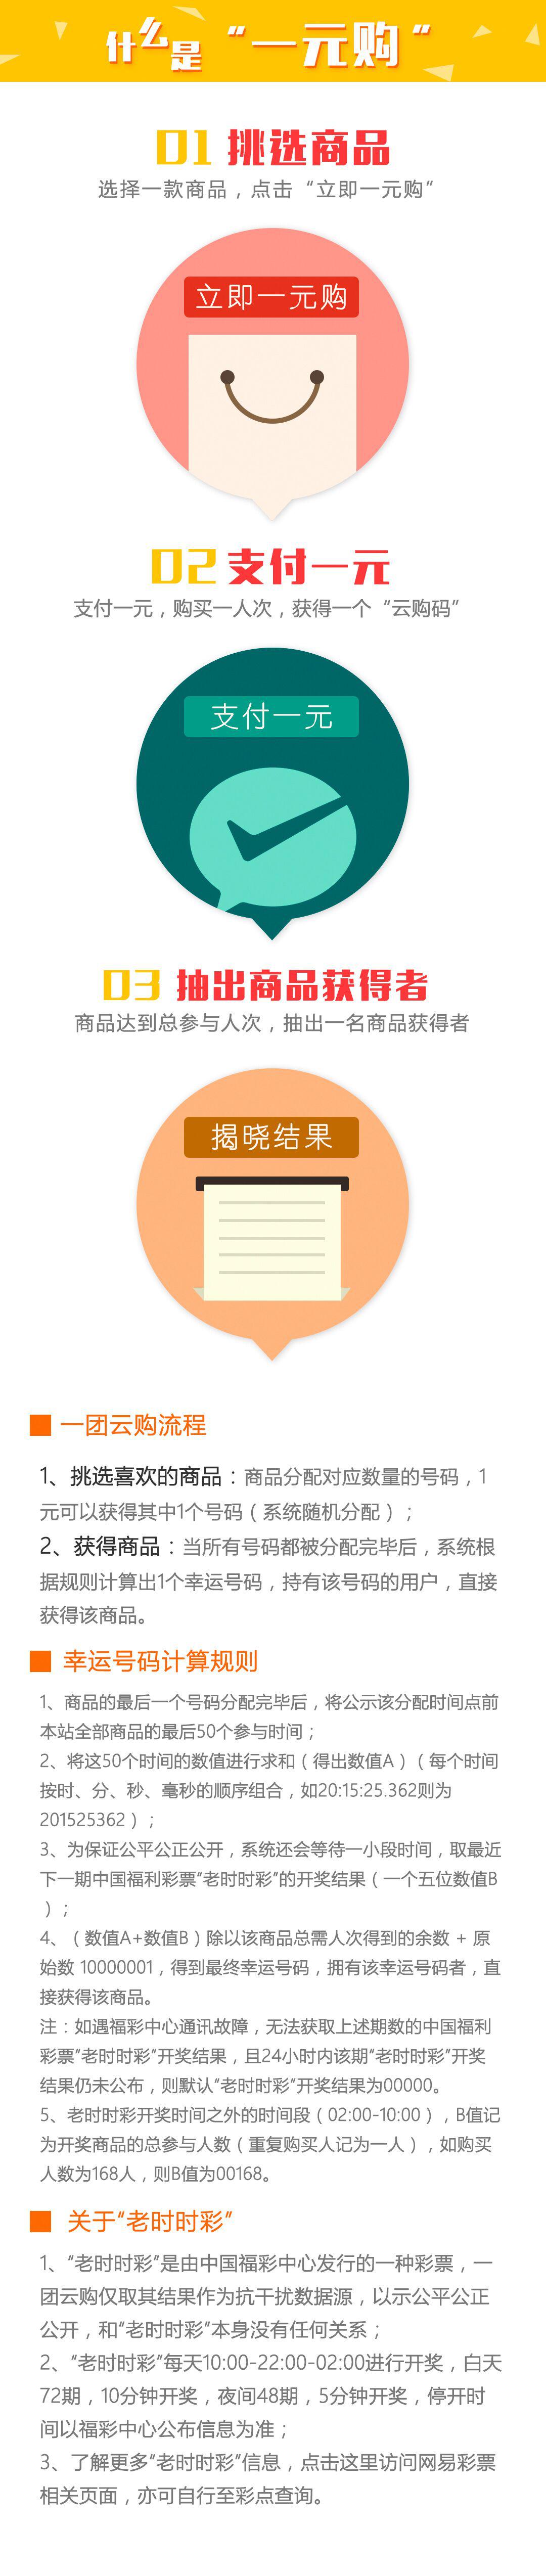 什么是“一元购“
01 挑选商品
选择一款商品，点击“立即一元购”
立即一元购
02 支付一元
支付一元，购买一人次，获得一个“云购码”
支付一元
03 抽出商品获得者
商品达到总参与人次，抽出一名商品获得者
揭晓结果
一团云购流程
1、挑选喜欢的商品：商品分配对应数量的号码，1
元可以获得其中1个号码（系统随机分配）；
2、获得商品：当所有号码都被分配完毕后，系统根
据规则计算出1个幸运号码，持有该号码的用户，直接
获得该商品。
幸运号码计算规则
1、商品的最后一个号码分配完毕后，将公示该分配时间点前
本站全部商品的最后50个参与时间；
2、将这50个时间的数值进行求和（得出数值A）（每个时间
按时、分、秒、毫秒的顺序组合，如20:15:25.362则为
201525362）；
3、为保证公平公正公开，系统还会等待一小段时间，取最近
下一期中国福利彩票“老时时彩”的开奖结果（一个五位数值B
）；
4、（数值A+数值B）除以该商品总需人次得到的余数 + 原
始数 10000001，得到最终幸运号码，拥有该幸运号码者，直
接获得该商品。
注：如遇福彩中心通讯故障，无法获取上述期数的中国福利
彩票“老时时彩”开奖结果，且24小时内该期“老时时彩”开奖
结果仍未公布，则默认“老时时彩”开奖结果为00000。
5、老时时彩开奖时间之外的时间段（02:00-10:00），B值记
为开奖商品的总参与人数（重复购买人记为一人），如购买
人数为168人，则B值为00168。
关于“老时时彩”
1、“老时时彩”是由中国福彩中心发行的一种彩票，一
团云购仅取其结果作为抗干扰数据源，以示公平公正
公开，和“老时时彩”本身没有任何关系；
2、“老时时彩”每天10:00-22:00-02:00进行开奖，白天
72期，10分钟开奖，夜间48期，5分钟开奖，停开时
间以福彩中心公布信息为准；
3、了解更多“老时时彩”信息，点击这里访问网易彩票
相关页面，亦可自行至彩点查询。